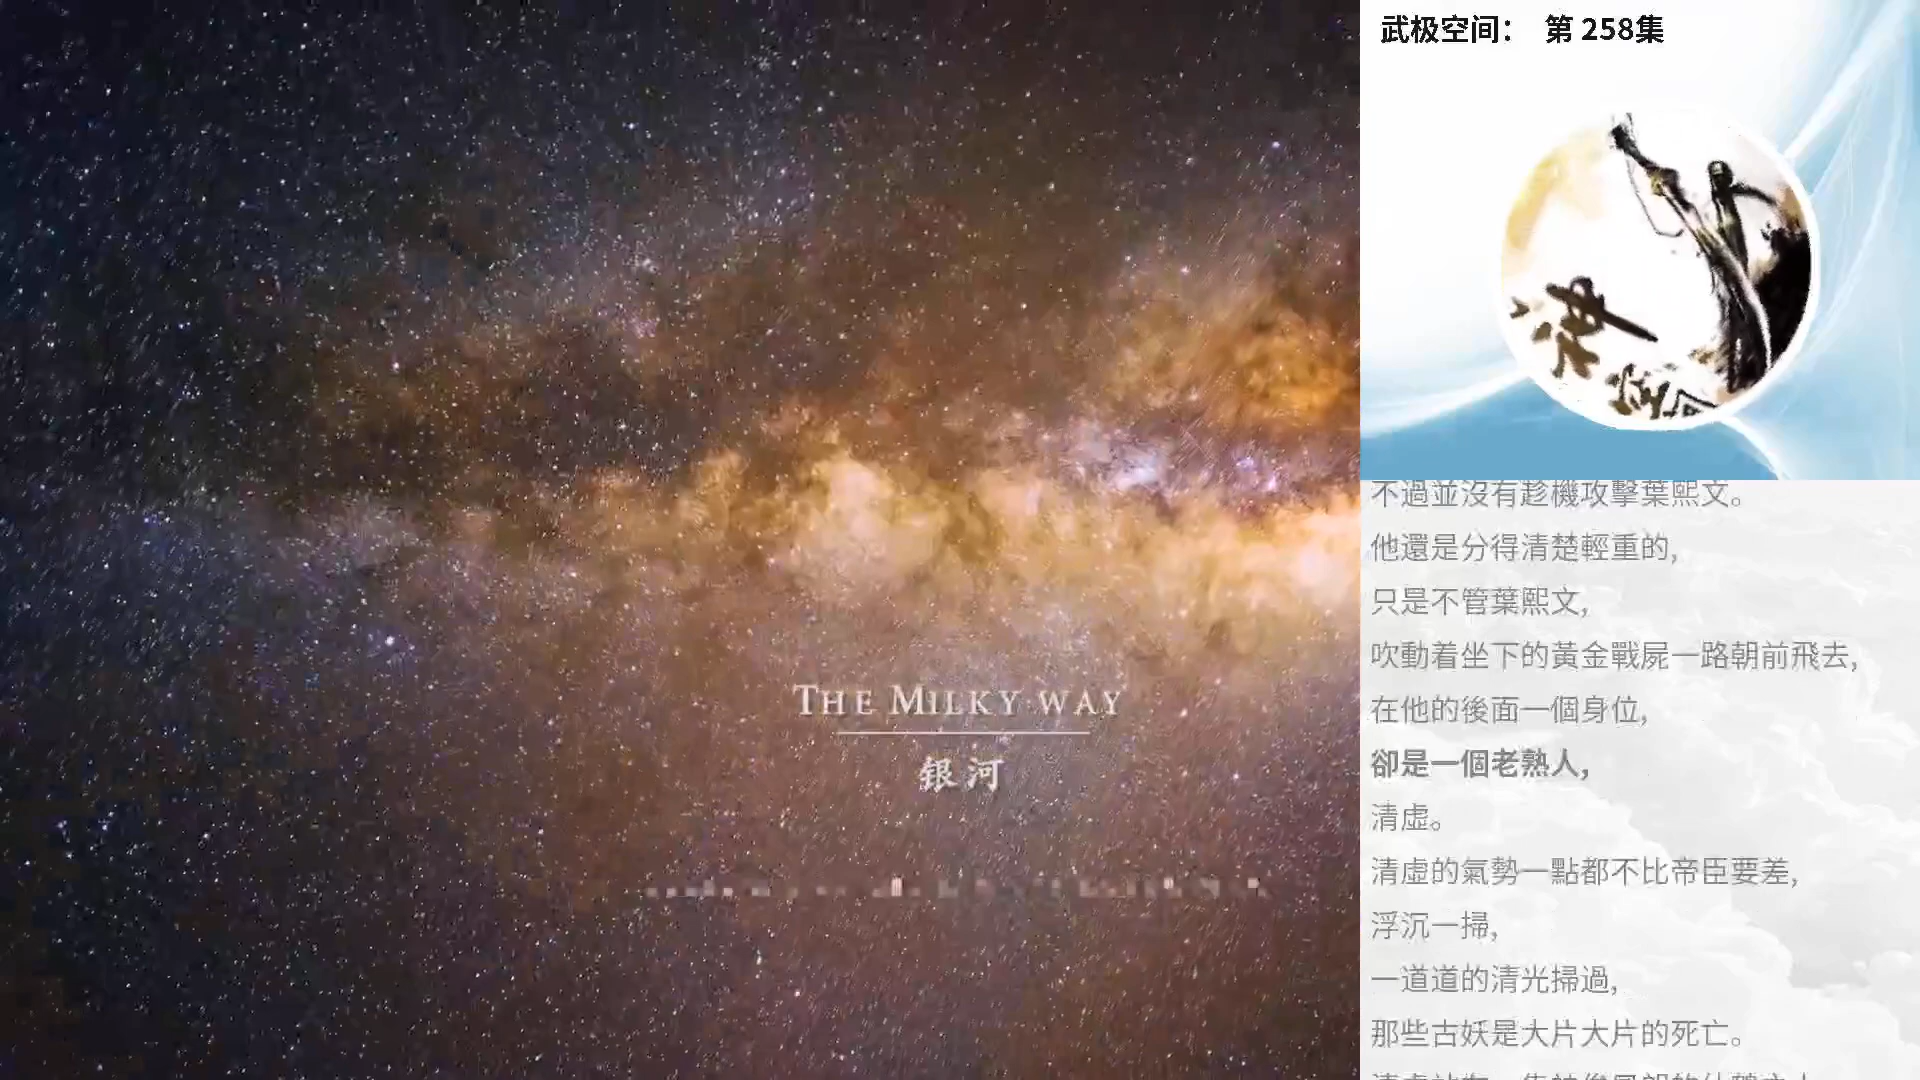 武极空间： 第 258集
THE MILKY WAY
银河
不過並沒有趁機攻擊葉熙文。
他還是分得清楚輕重的,
只是不管葉熙文,
吹動着坐下的黃金戰屍一路朝前飛去,
在他的後面一個身位,
卻是一個老熟人,
清虛。
清虛的氣勢一點都不比帝臣要差,
浮沉一掃,
一道道的清光掃過,
那些古妖是大片大片的死亡。